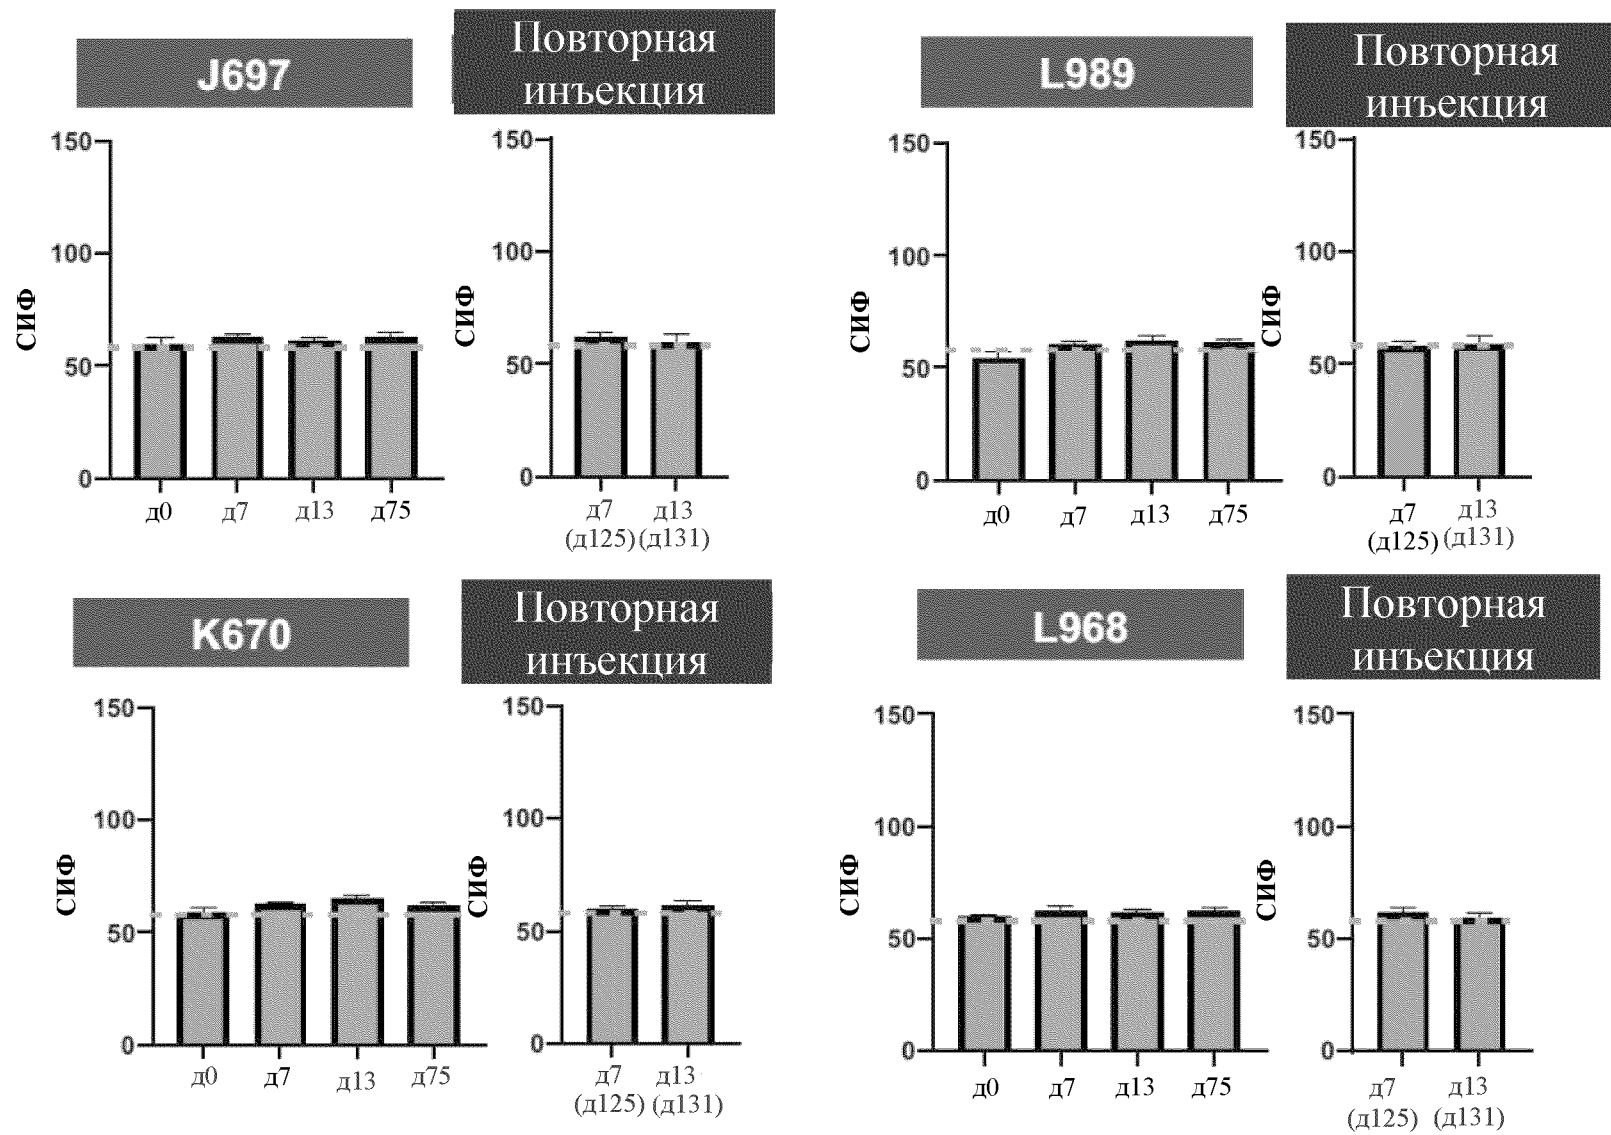 J697
Повторная
инъекция
150
100
50
0
СИФ
д0 д7 д13 д75
150
100
50
0
СИФ
д7 д13
(д125) (д131)
L989
Повторная
инъекция
150
100
50
0
СИФ
д0 д7 д13 д75
150
100
50
0
СИФ
д7 д13
(д125) (д131)
K670
Повторная
инъекция
150
100
50
0
СИФ
д0 д7 д13 д75
150
100
50
0
СИФ
д7 д13
(д125) (д131)
L968
Повторная
инъекция
150
100
50
0
СИФ
д0 д7 д13 д75
150
100
50
0
СИФ
д7 д13
(д125) (д131)